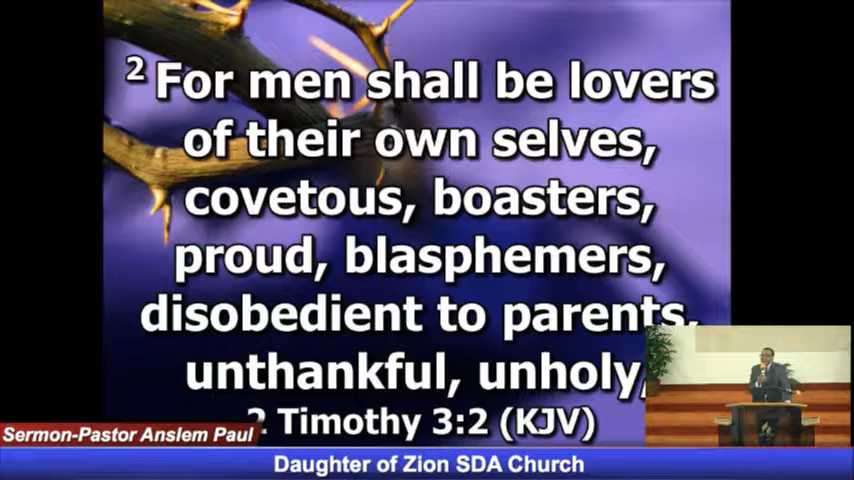 2 For men shall be lovers
of their own selves,
covetous, boasters,
proud, blasphemers,
disobedient to parents,
unthankful, unholy,
2 Timothy 3:2 (KJV)
Sermon-Pastor Anslem Paul
Daughter of Zion SDA Church